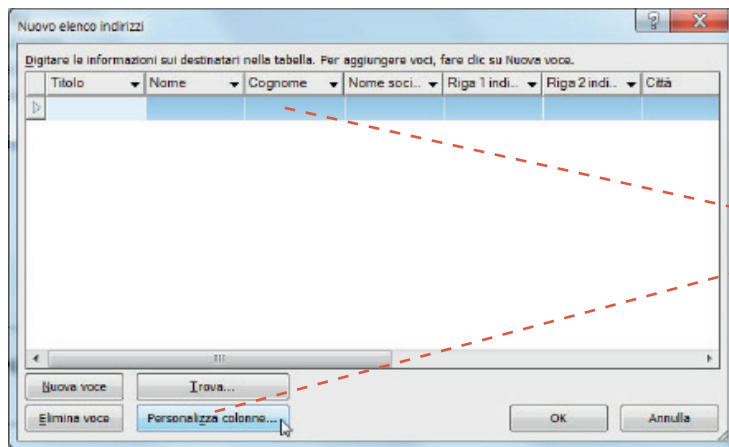 Nuovo elenco indirizzi
Digitare le informazioni sui destinatari nella tabella. Per aggiungere voci, fare clic su Nuova voce.
Titolo Nome Cognome Nome soci... Riga 1 indi... Riga 2 indi... Città
Nuova voce Trova...
Elimina voce Personalizza colonne... OK Annulla